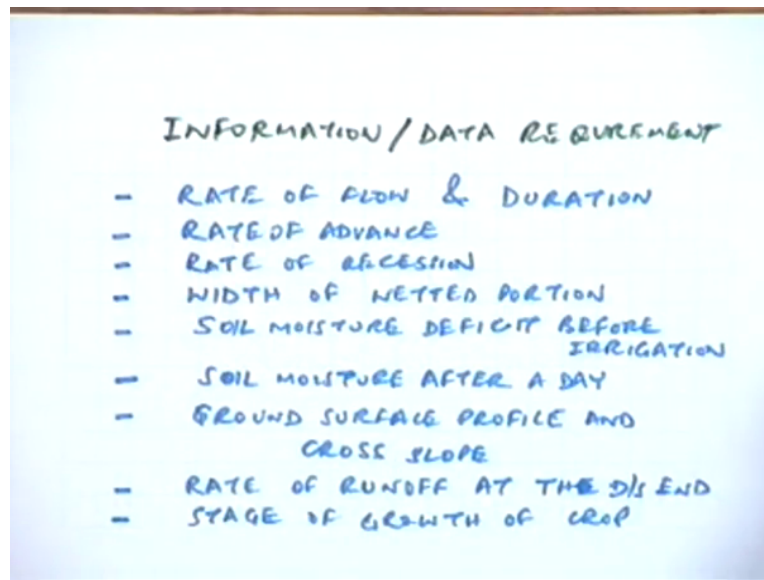 INFORMATION/DATA REQUREMENT
- RATE OF FLOW & DURATION
- RATE OF ADVANCE
- RATE OF RECESSION
- WIDTH OF WETTED PORTION
- SOIL MOISTURE DEFICIT BEFORE
IRRIGATION
- SOIL MOISTURE AFTER A DAY
- GROUND SURFACE PROFILE AND
CROSS SLOPE
- RATE OF RUNOFF AT THE D/S END
- STAGE OF GROWTH OF CROP